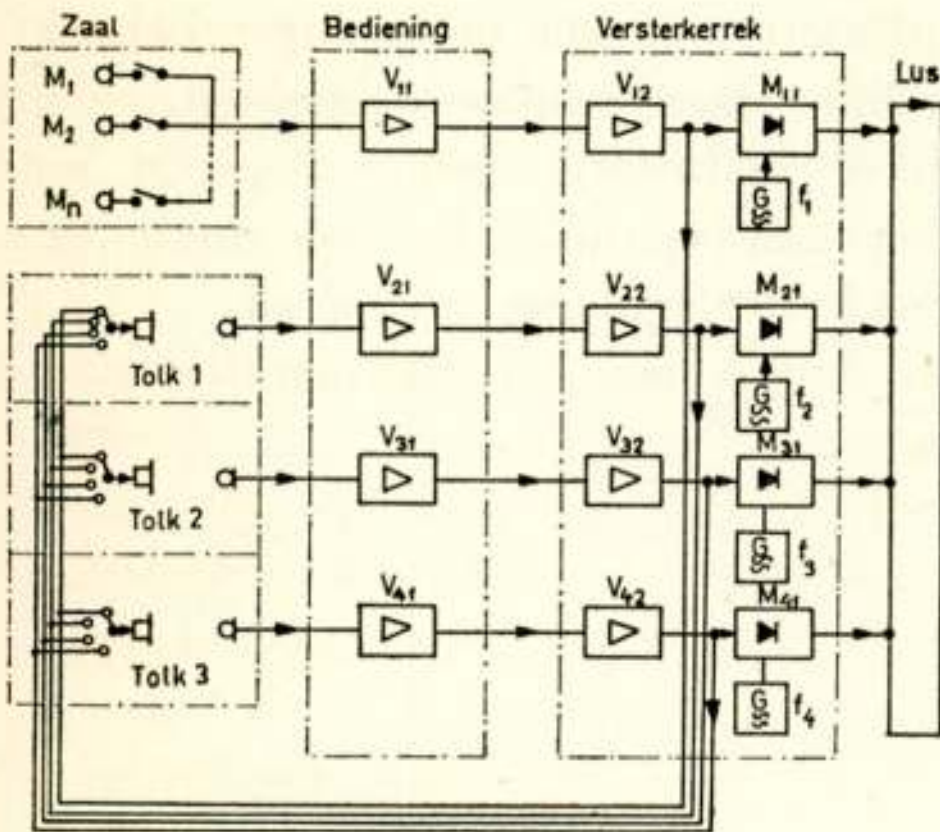 Zaal
Bediening
Versterkerrek
Lus
M1
M2
Mn
V11
V12
M11
G
f1
V21
V22
M21
G
f2
Tolk 1
V31
V32
M31
G
f3
Tolk 2
V41
V42
M41
G
f4
Tolk 3